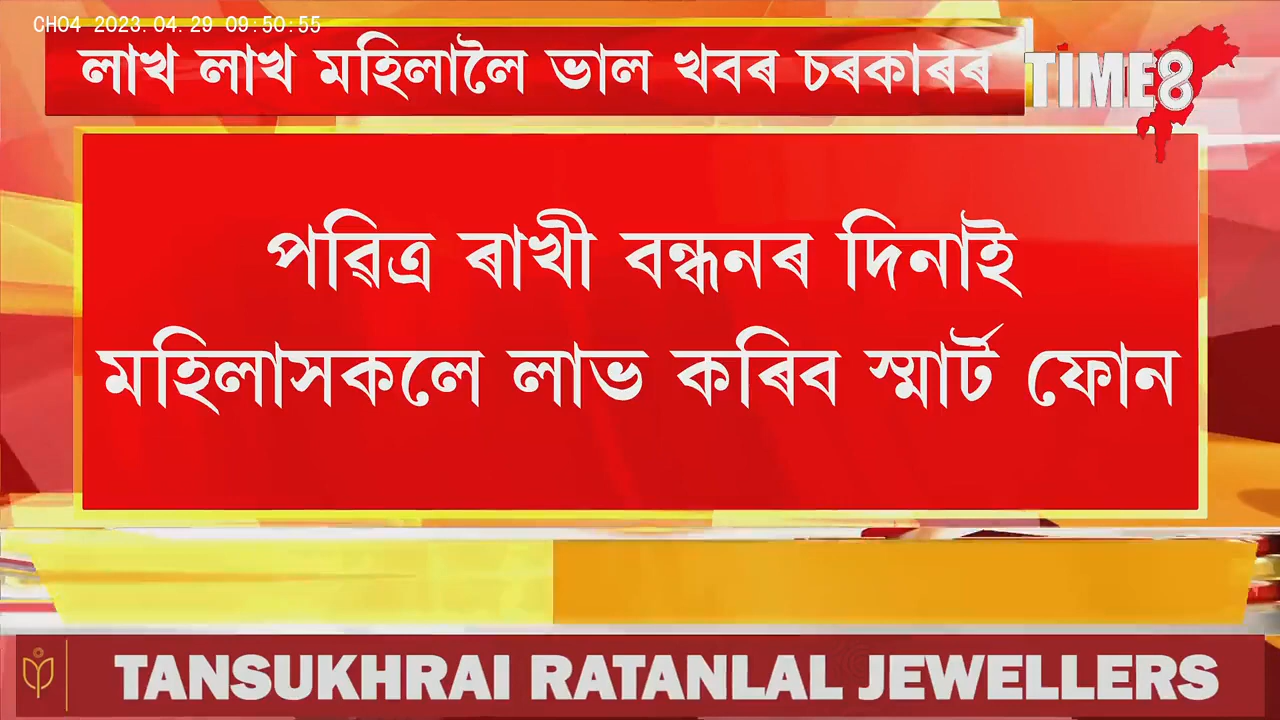 CH04 2023.04.29 09:50:55
লাখ লাখ মহিলালৈ ভাল খবৰ চৰকাৰৰ
TIME8
পৱিত্ৰ ৰাখী বন্ধনৰ দিনাই
মহিলাসকলে লাভ কৰিব স্মাৰ্ট ফোন
TANSUKHRAI RATANLAL JEWELLERS